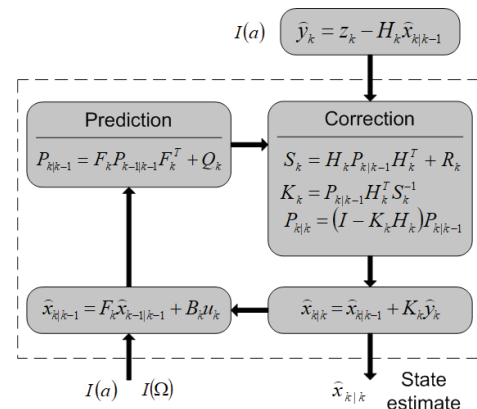 I(a)
ŷ_k = z_k − H_k x̂_{k|k−1}
Prediction
P_{k|k−1} = F_k P_{k−1|k−1} F_k^T + Q_k
Correction
S_k = H_k P_{k|k−1} H_k^T + R_k
K_k = P_{k|k−1} H_k^T S_k^{−1}
P_{k|k} = (I − K_k H_k) P_{k|k−1}
x̂_{k|k−1} = F_k x̂_{k−1|k−1} + B_k u_k
x̂_{k|k} = x̂_{k|k−1} + K_k ŷ_k
I(a) I(Ω)
x̂_{k|k}
State
estimate